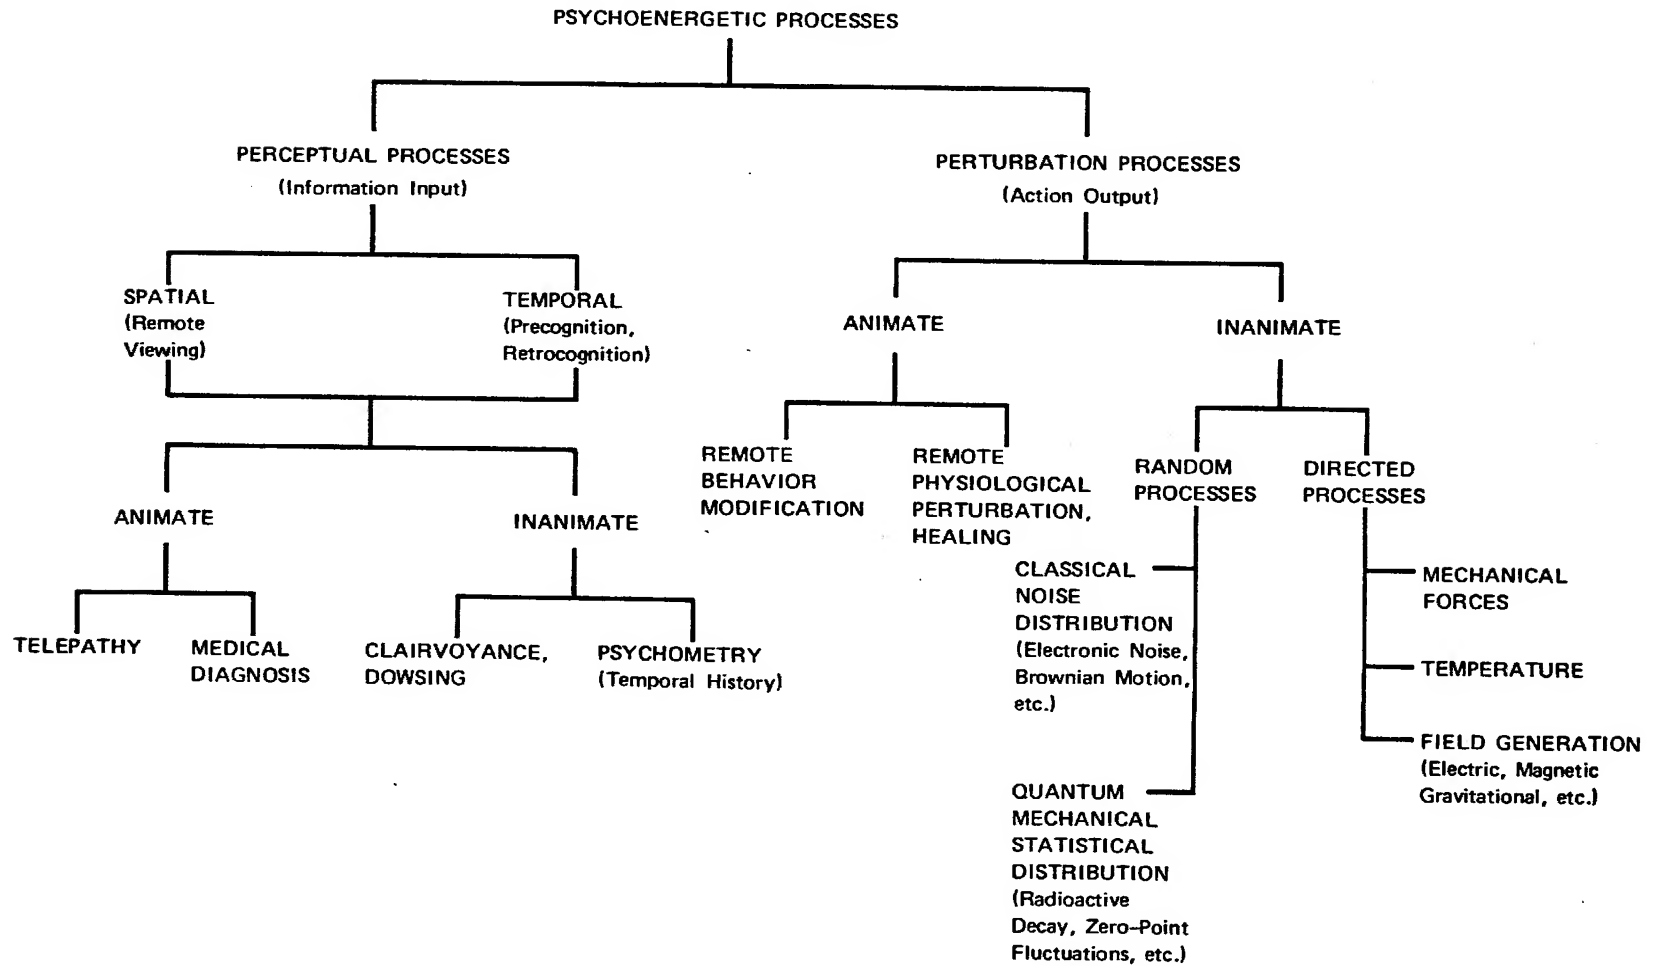 PSYCHOENERGETIC PROCESSES
PERCEPTUAL PROCESSES
(Information Input)
PERTURBATION PROCESSES
(Action Output)
SPATIAL
(Remote
Viewing)
TEMPORAL
(Precognition,
Retrocognition)
ANIMATE
INANIMATE
TELEPATHY
MEDICAL
DIAGNOSIS
CLAIRVOYANCE,
DOWSING
PSYCHOMETRY
(Temporal History)
ANIMATE
INANIMATE
REMOTE
BEHAVIOR
MODIFICATION
REMOTE
PHYSIOLOGICAL
PERTURBATION,
HEALING
RANDOM
PROCESSES
DIRECTED
PROCESSES
CLASSICAL
NOISE
DISTRIBUTION
(Electronic Noise,
Brownian Motion,
etc.)
QUANTUM
MECHANICAL
STATISTICAL
DISTRIBUTION
(Radioactive
Decay, Zero–Point
Fluctuations, etc.)
MECHANICAL
FORCES
TEMPERATURE
FIELD GENERATION
(Electric, Magnetic
Gravitational, etc.)